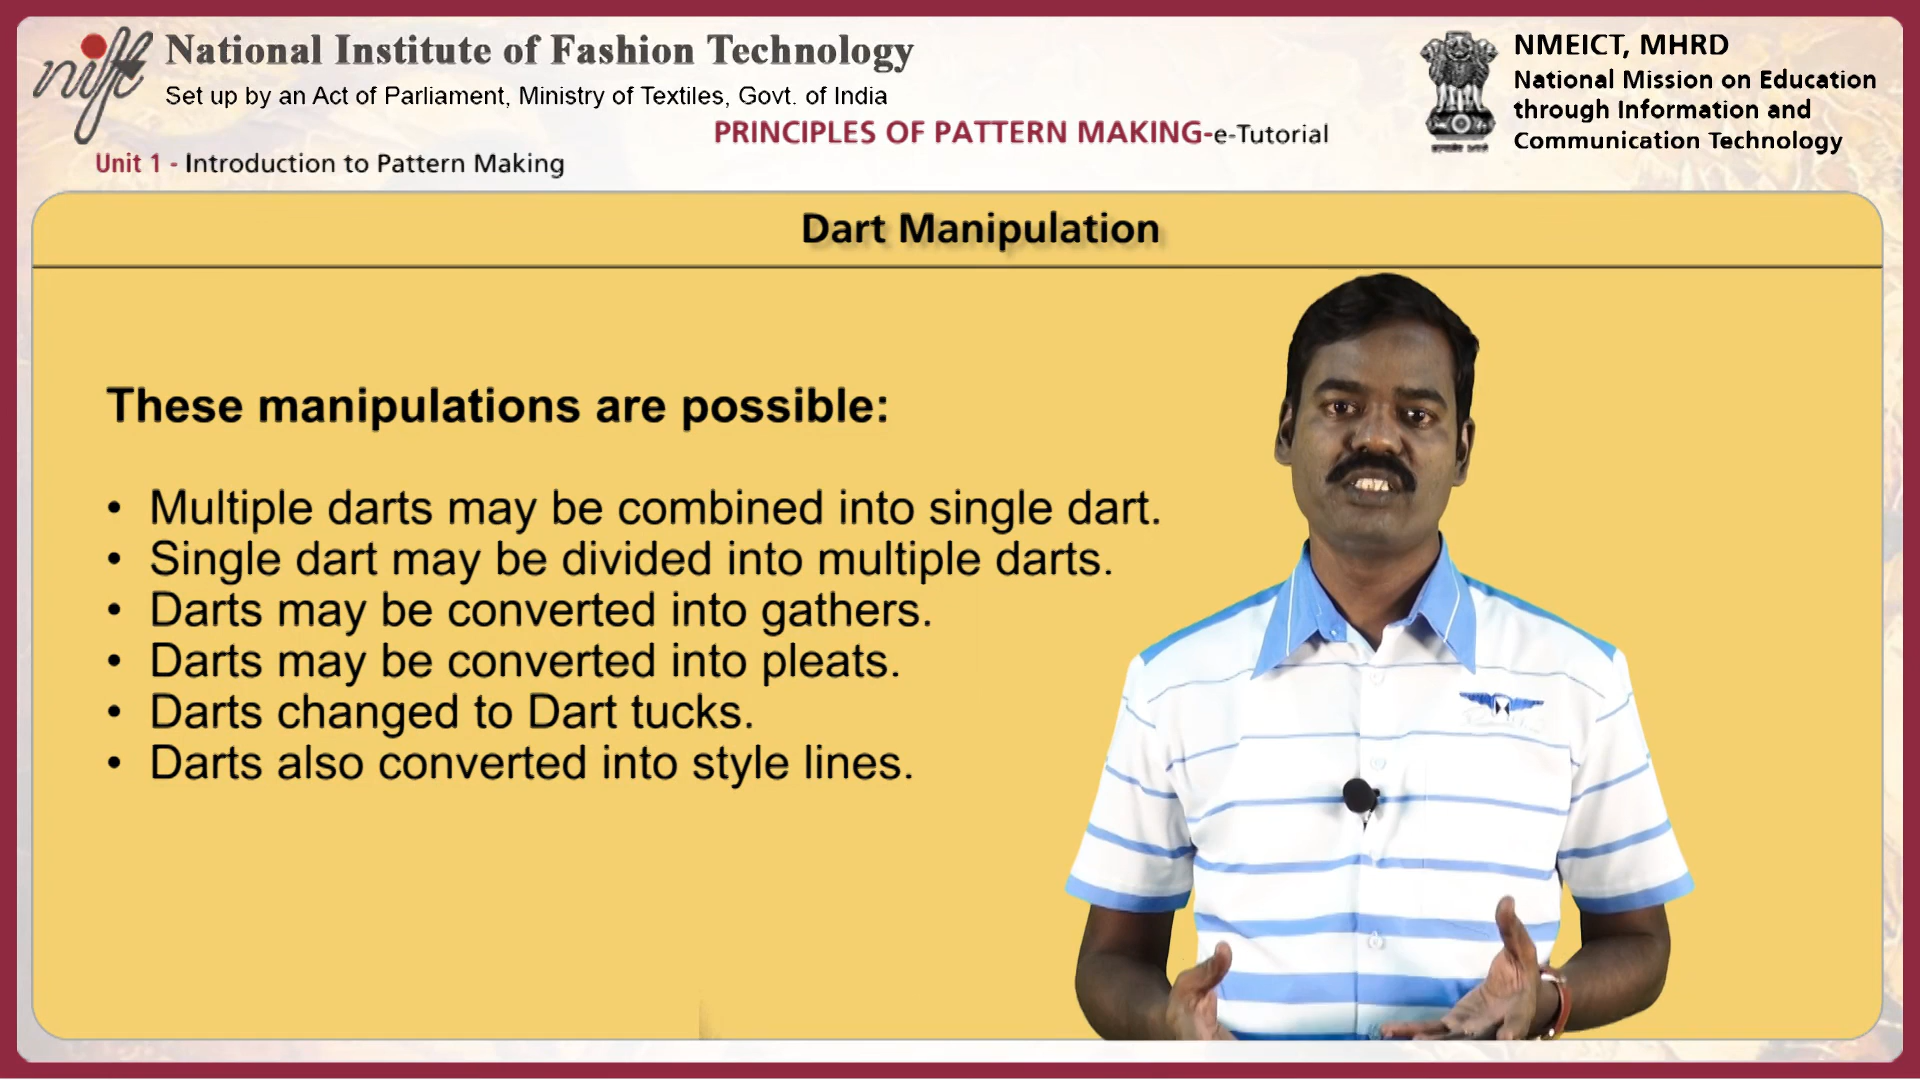 nift
National Institute of Fashion Technology
Set up by an Act of Parliament, Ministry of Textiles, Govt. of India
PRINCIPLES OF PATTERN MAKING-e-Tutorial
Unit 1 - Introduction to Pattern Making
NMEICT, MHRD
National Mission on Education
through Information and
Communication Technology
Dart Manipulation
These manipulations are possible:
• Multiple darts may be combined into single dart.
• Single dart may be divided into multiple darts.
• Darts may be converted into gathers.
• Darts may be converted into pleats.
• Darts changed to Dart tucks.
• Darts also converted into style lines.